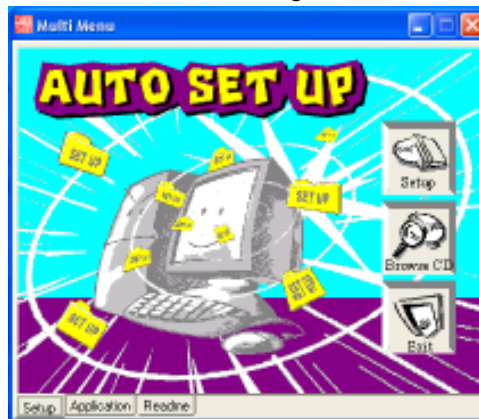 Multi Menu
AUTO SET UP
SET UP
SET UP
SET UP
SET UP
Setup
Browse CD
Exit
Setup Application Readme